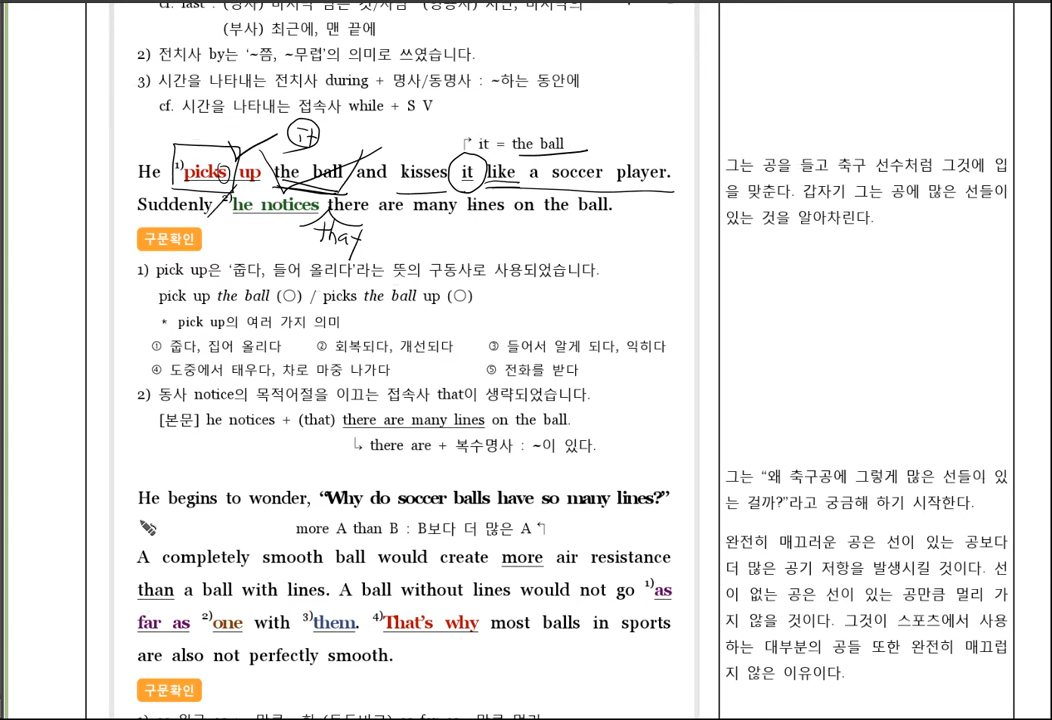 (부사) 최근에, 맨 끝에
2) 전치사 by는 ‘~쯤, ~무렵’의 의미로 쓰였습니다.
3) 시간을 나타내는 전치사 during + 명사/동명사 : ~하는 동안에
cf. 시간을 나타내는 접속사 while + S V
it
↱ it = the ball
He 1)picks up the ball and kisses it like a soccer player.
Suddenly 2)he notices there are many lines on the ball.
that
구문확인
1) pick up은 ‘줍다, 들어 올리다’라는 뜻의 구동사로 사용되었습니다.
pick up the ball (○) / picks the ball up (○)
* pick up의 여러 가지 의미
① 줍다, 집어 올리다 ② 회복되다, 개선되다 ③ 들어서 알게 되다, 익히다
④ 도중에서 태우다, 차로 마중 나가다 ⑤ 전화를 받다
2) 동사 notice의 목적어절을 이끄는 접속사 that이 생략되었습니다.
[본문] he notices + (that) there are many lines on the ball.
↳ there are + 복수명사 : ~이 있다.
He begins to wonder, “Why do soccer balls have so many lines?”
more A than B : B보다 더 많은 A ↰
A completely smooth ball would create more air resistance
than a ball with lines. A ball without lines would not go 1)as
far as 2)one with 3)them. 4)That’s why most balls in sports
are also not perfectly smooth.
구문확인
그는 공을 들고 축구 선수처럼 그것에 입
을 맞춘다. 갑자기 그는 공에 많은 선들이
있는 것을 알아차린다.
그는 “왜 축구공에 그렇게 많은 선들이 있
는 걸까?”라고 궁금해 하기 시작한다.
완전히 매끄러운 공은 선이 있는 공보다
더 많은 공기 저항을 발생시킬 것이다. 선
이 없는 공은 선이 있는 공만큼 멀리 가
지 않을 것이다. 그것이 스포츠에서 사용
하는 대부분의 공들 또한 완전히 매끄럽
지 않은 이유이다.